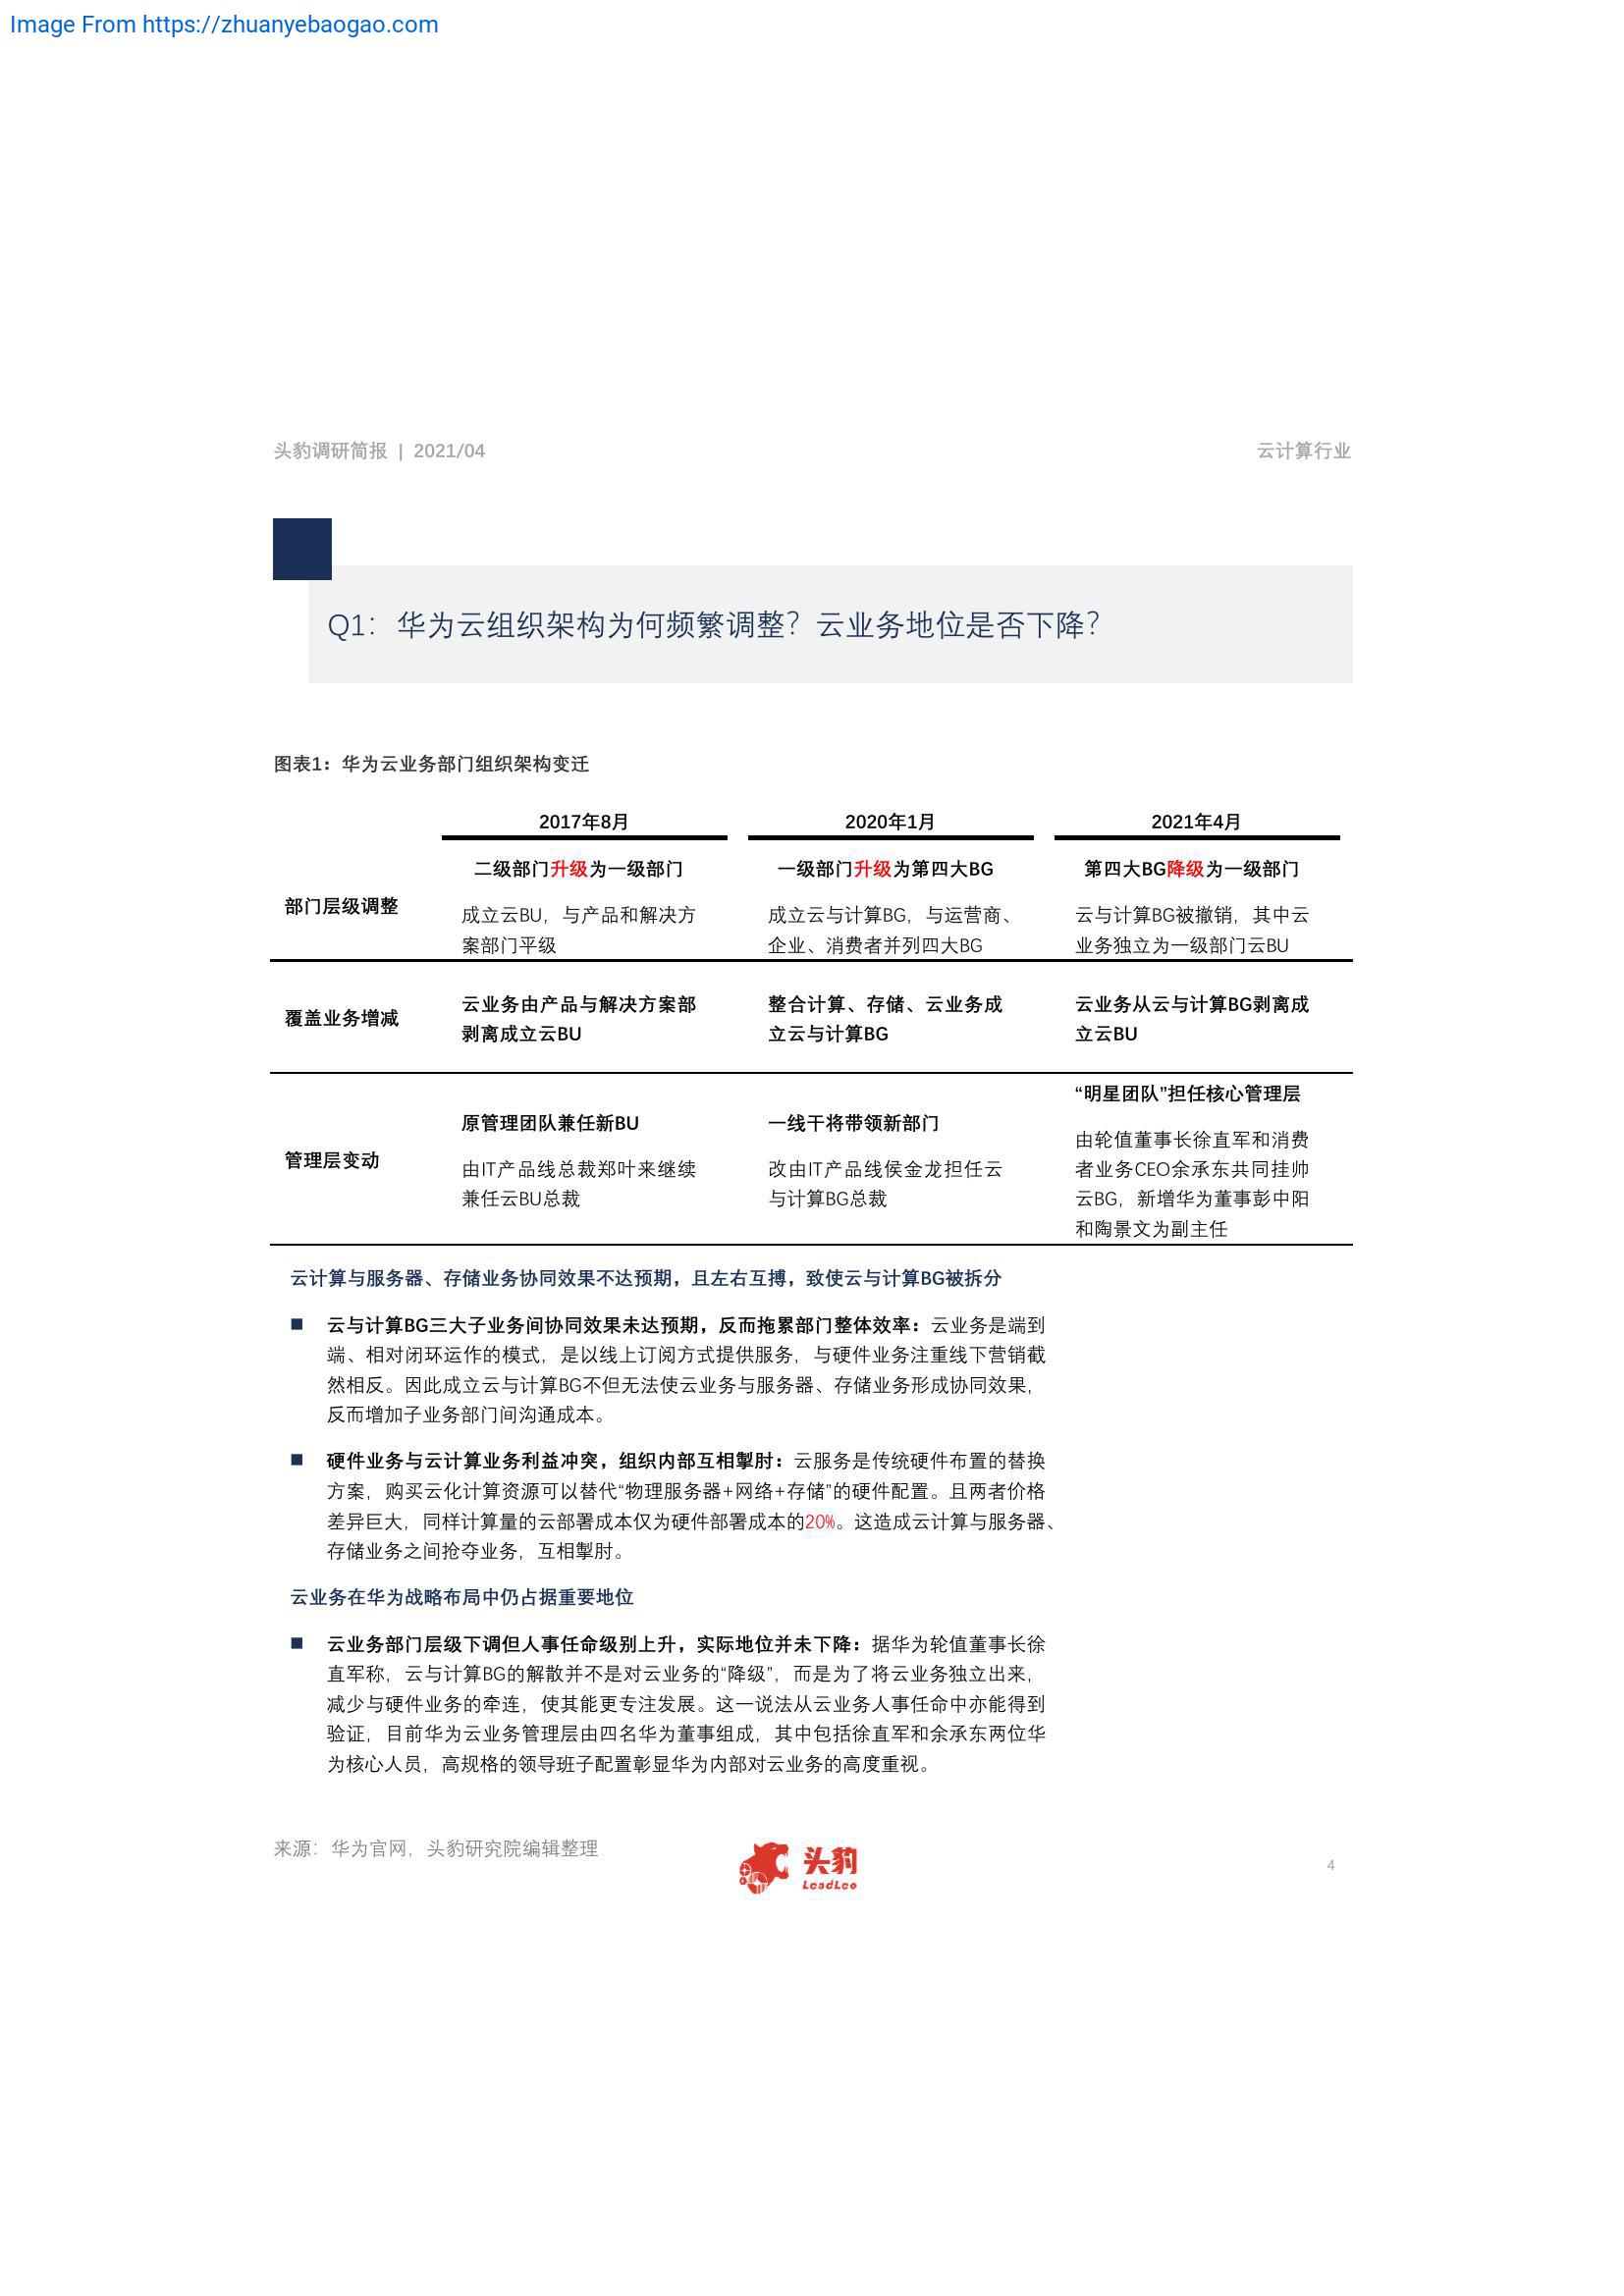 Image From https://zhuanyebaogao.com
头豹调研简报 | 2021/04
云计算行业
Q1：华为云组织架构为何频繁调整？云业务地位是否下降？
图表1：华为云业务部门组织架构变迁
2017年8月
2020年1月
2021年4月
部门层级调整
二级部门升级为一级部门
成立云BU，与产品和解决方
案部门平级
一级部门升级为第四大BG
成立云与计算BG，与运营商、
企业、消费者并列四大BG
第四大BG降级为一级部门
云与计算BG被撤销，其中云
业务独立为一级部门云BU
覆盖业务增减
云业务由产品与解决方案部
剥离成立云BU
整合计算、存储、云业务成
立云与计算BG
云业务从云与计算BG剥离成
立云BU
管理层变动
原管理团队兼任新BU
由IT产品线总裁郑叶来继续
兼任云BU总裁
一线干将带领新部门
改由IT产品线侯金龙担任云
与计算BG总裁
“明星团队”担任核心管理层
由轮值董事长徐直军和消费
者业务CEO余承东共同挂帅
云BG，新增华为董事彭中阳
和陶景文为副主任
云计算与服务器、存储业务协同效果不达预期，且左右互搏，致使云与计算BG被拆分
■ 云与计算BG三大子业务间协同效果未达预期，反而拖累部门整体效率：云业务是端到
端、相对闭环运作的模式，是以线上订阅方式提供服务，与硬件业务注重线下营销截
然相反。因此成立云与计算BG不但无法使云业务与服务器、存储业务形成协同效果，
反而增加子业务部门间沟通成本。
■ 硬件业务与云计算业务利益冲突，组织内部互相掣肘：云服务是传统硬件布置的替换
方案，购买云化计算资源可以替代“物理服务器+网络+存储”的硬件配置。且两者价格
差异巨大，同样计算量的云部署成本仅为硬件部署成本的20%。这造成云计算与服务器、
存储业务之间抢夺业务，互相掣肘。
云业务在华为战略布局中仍占据重要地位
■ 云业务部门层级下调但人事任命级别上升，实际地位并未下降：据华为轮值董事长徐
直军称，云与计算BG的解散并不是对云业务的“降级”，而是为了将云业务独立出来，
减少与硬件业务的牵连，使其能更专注发展。这一说法从云业务人事任命中亦能得到
验证，目前华为云业务管理层由四名华为董事组成，其中包括徐直军和余承东两位华
为核心人员，高规格的领导班子配置彰显华为内部对云业务的高度重视。
来源：华为官网，头豹研究院编辑整理
头豹
LeadLeo
4